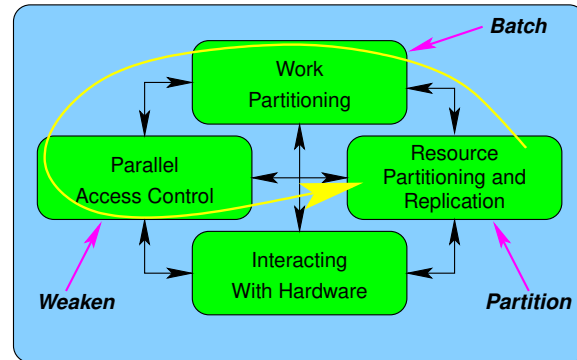 Batch
Work
Partitioning
Parallel
Access Control
Resource
Partitioning and
Replication
Interacting
With Hardware
Weaken
Partition